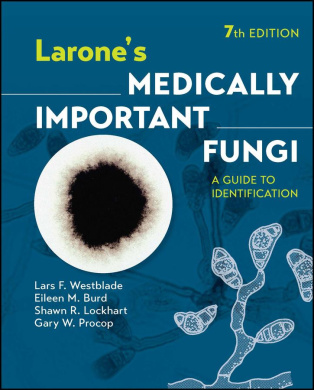 7th EDITION
Larone's
MEDICALLY
IMPORTANT
FUNGI
A GUIDE TO
IDENTIFICATION
Lars F. Westblade
Eileen M. Burd
Shawn R. Lockhart
Gary W. Procop